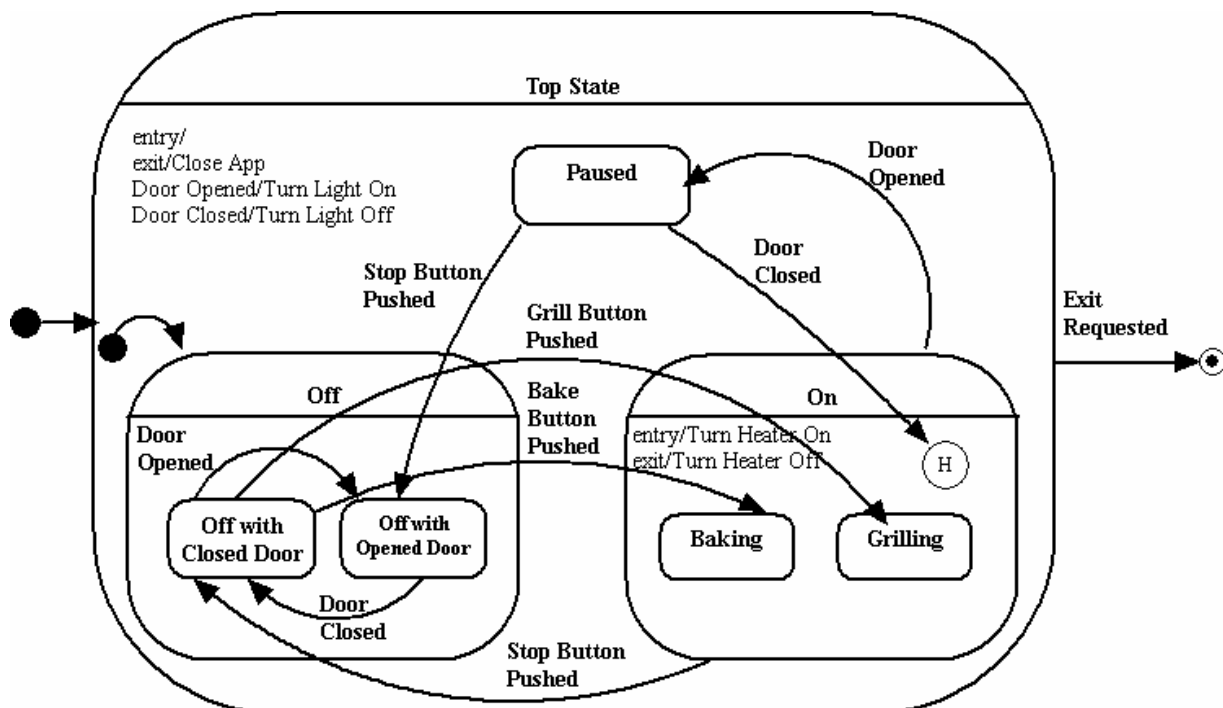 Top State
entry/
exit/Close App
Door Opened/Turn Light On
Door Closed/Turn Light Off
Paused
Door
Opened
Stop Button
Pushed
Door
Closed
Grill Button
Pushed
Exit
Requested
Off
Bake
Button
Pushed
On
Door
Opened
entry/Turn Heater On
exit/Turn Heater Off
H
Off with
Closed Door
Off with
Opened Door
Baking
Grilling
Door
Closed
Stop Button
Pushed